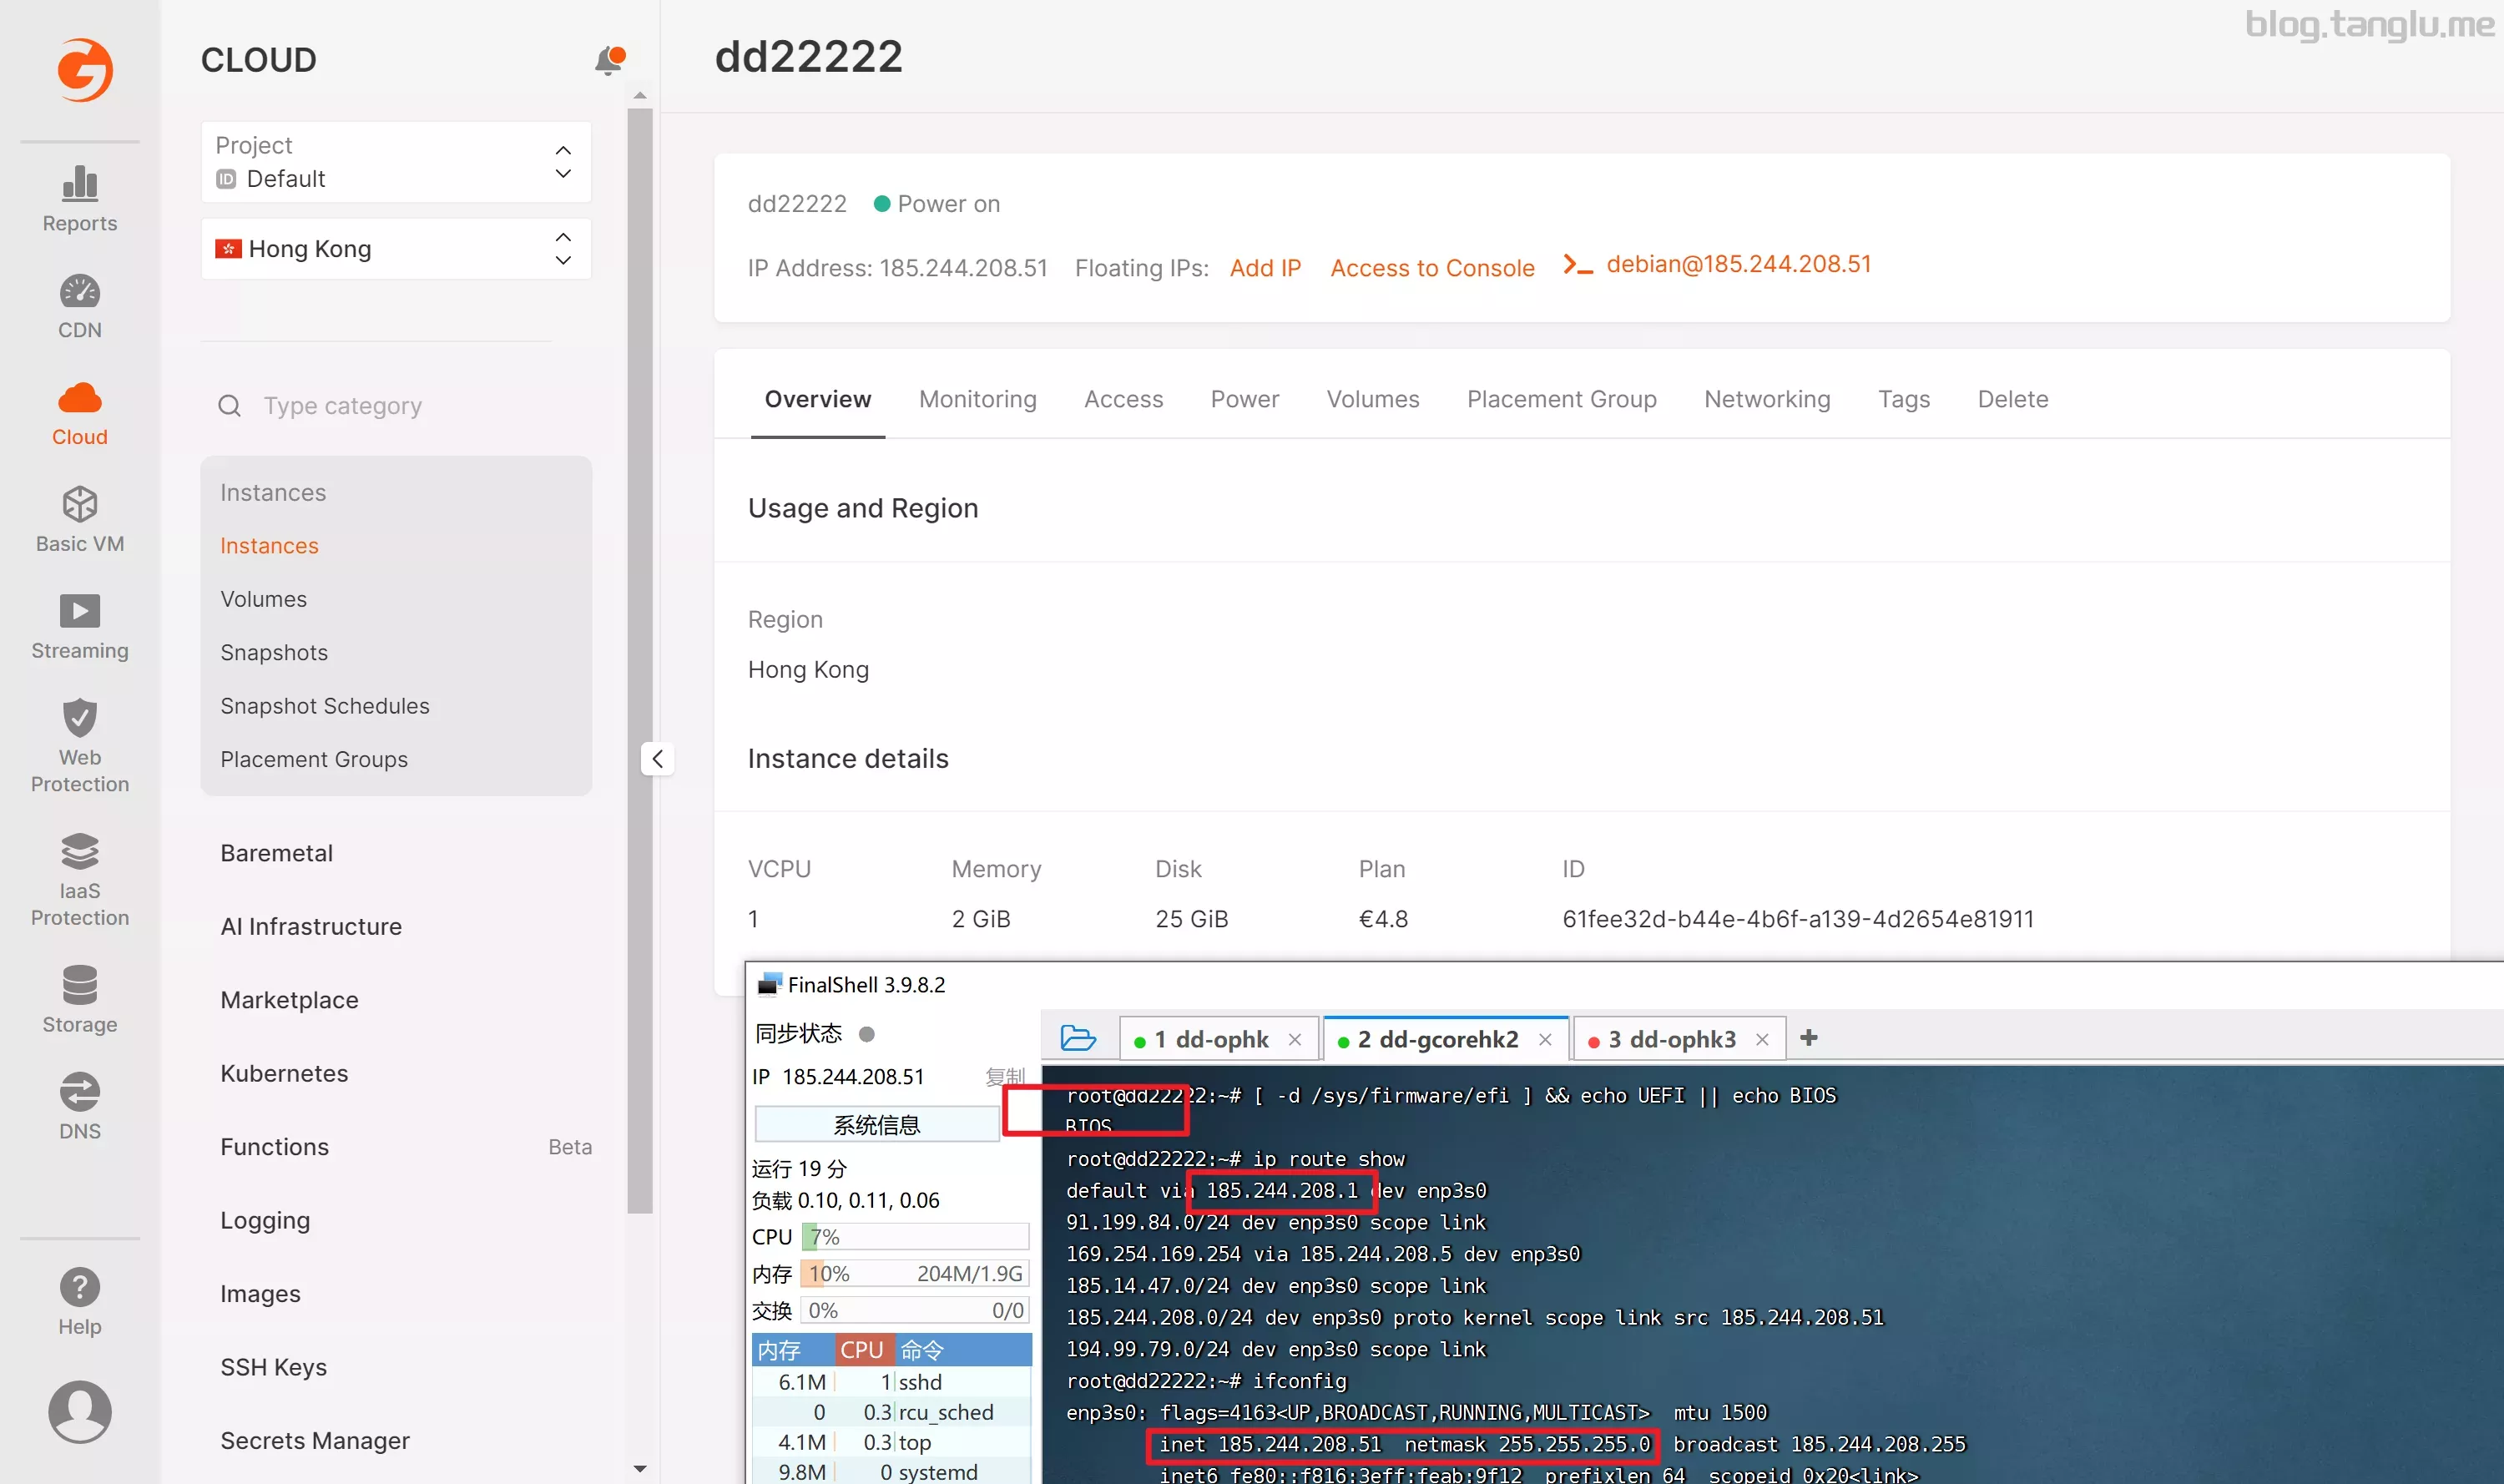 blog.tanglu.me
CLOUD
dd22222
Project
ID Default
Hong Kong
Type category
Instances
Instances
Volumes
Snapshots
Snapshot Schedules
Placement Groups
Baremetal
AI Infrastructure
Marketplace
Kubernetes
Functions Beta
Logging
Images
SSH Keys
Secrets Manager
Reports
CDN
Cloud
Basic VM
Streaming
Web
Protection
IaaS
Protection
Storage
DNS
Help
dd22222 Power on
IP Address: 185.244.208.51 Floating IPs: Add IP Access to Console debian@185.244.208.51
Overview Monitoring Access Power Volumes Placement Group Networking Tags Delete
Usage and Region
Region
Hong Kong
Instance details
VCPU Memory Disk Plan ID
1 2 GiB 25 GiB €4.8 61fee32d-b44e-4b6f-a139-4d2654e81911
FinalShell 3.9.8.2
同步状态
1 dd-ophk 2 dd-gcorehk2 3 dd-ophk3
IP 185.244.208.51 复制
系统信息
运行 19 分
负载 0.10, 0.11, 0.06
CPU 7%
内存 10% 204M/1.9G
交换 0% 0/0
内存 CPU 命令
6.1M 1 sshd
0 0.3 rcu_sched
4.1M 0.3 top
9.8M 0 systemd
root@dd22222:~# [ -d /sys/firmware/efi ] && echo UEFI || echo BIOS
BIOS
root@dd22222:~# ip route show
default via 185.244.208.1 dev enp3s0
91.199.84.0/24 dev enp3s0 scope link
169.254.169.254 via 185.244.208.5 dev enp3s0
185.14.47.0/24 dev enp3s0 scope link
185.244.208.0/24 dev enp3s0 proto kernel scope link src 185.244.208.51
194.99.79.0/24 dev enp3s0 scope link
root@dd22222:~# ifconfig
enp3s0: flags=4163<UP,BROADCAST,RUNNING,MULTICAST> mtu 1500
inet 185.244.208.51 netmask 255.255.255.0 broadcast 185.244.208.255
inet6 fe80::f816:3eff:feab:9f12 prefixlen 64 scopeid 0x20<link>